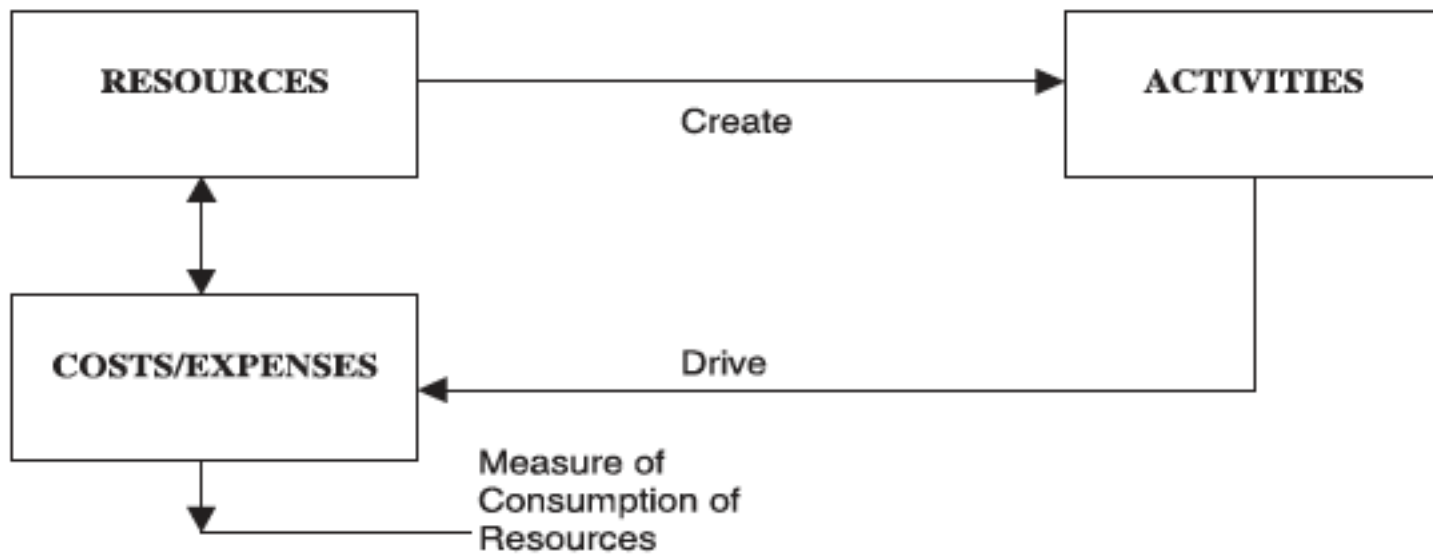 RESOURCES
ACTIVITIES
Create
COSTS/EXPENSES
Drive
Measure of
Consumption of
Resources